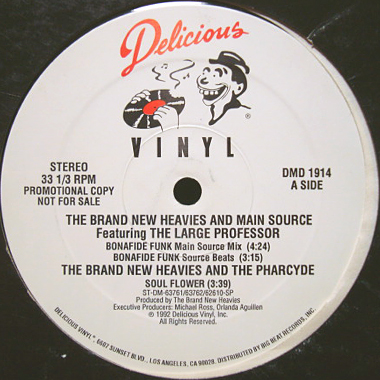 Delicious
®
VINYL
STEREO
33 1/3 RPM
PROMOTIONAL COPY
NOT FOR SALE
DMD 1914
A SIDE
THE BRAND NEW HEAVIES AND MAIN SOURCE
Featuring THE LARGE PROFESSOR
BONAFIDE FUNK Main Source Mix (4:24)
BONAFIDE FUNK Source Beats (3:15)
THE BRAND NEW HEAVIES AND THE PHARCYDE
SOUL FLOWER (3:39)
ST-DM-63761/63762/62610-SP
Produced by The Brand New Heavies
Executive Producers: Michael Ross, Orlanda Aguillen
℗ 1992 Delicious Vinyl, Inc.
All Rights Reserved.
DELICIOUS VINYL, 6607 SUNSET BLVD., LOS ANGELES, CA 90028. DISTRIBUTED BY BIG BEAT RECORDS, INC.